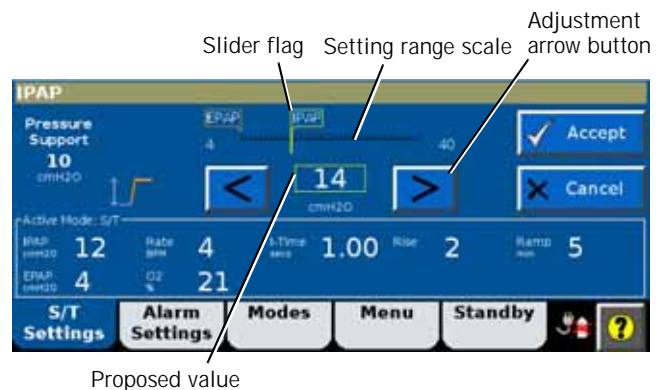 Adjustment
Slider flag Setting range scale arrow button
IPAP
EPAP IPAP
Pressure
Support
10
cmH2O
4 40
Accept
< 14 >
cmH2O
Cancel
Active Mode: S/T
IPAP cmH2O 12 Rate BPM 4 I-Time secs 1.00 Rise 2 Ramp min 5
EPAP cmH2O 4 O2 % 21
S/T Settings
Alarm Settings
Modes
Menu
Standby
?
Proposed value